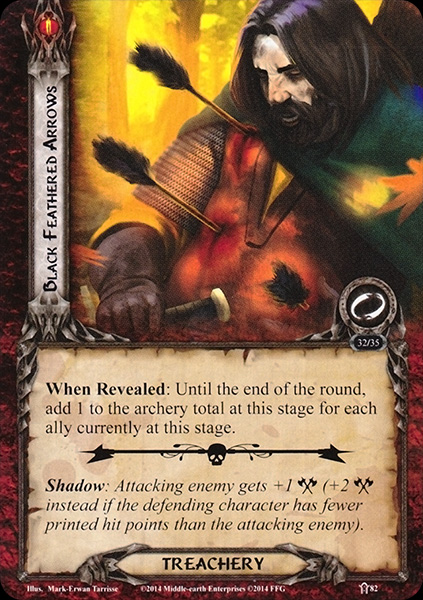 BLACK FEATHERED ARROWS
32/35
When Revealed: Until the end of the round,
add 1 to the archery total at this stage for each
ally currently at this stage.
Shadow: Attacking enemy gets +1 (+2
instead if the defending character has fewer
printed hit points than the attacking enemy).
TREACHERY
Illus. Mark-Erwan Tarrisse ©2014 Middle-earth Enterprises ©2014 FFG 82